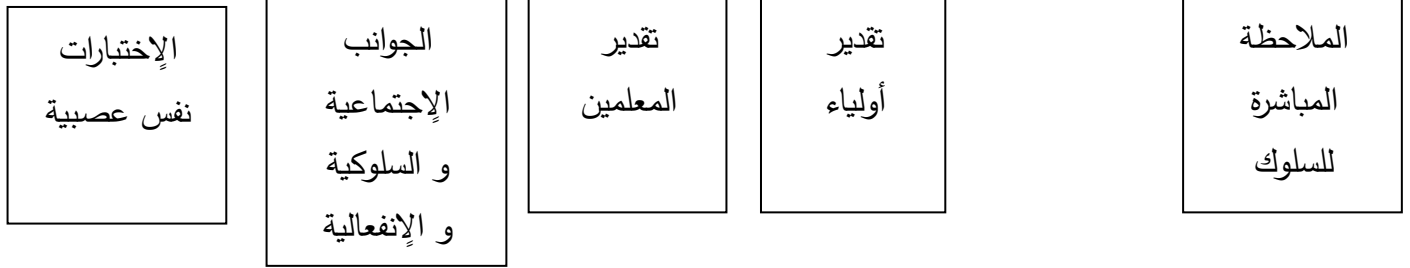 الملاحظة
المباشرة
للسلوك
تقدير
أولياء
تقدير
المعلمين
الجوانب
الإجتماعية
و السلوكية
و الإنفعالية
الإختبارات
نفس عصبية